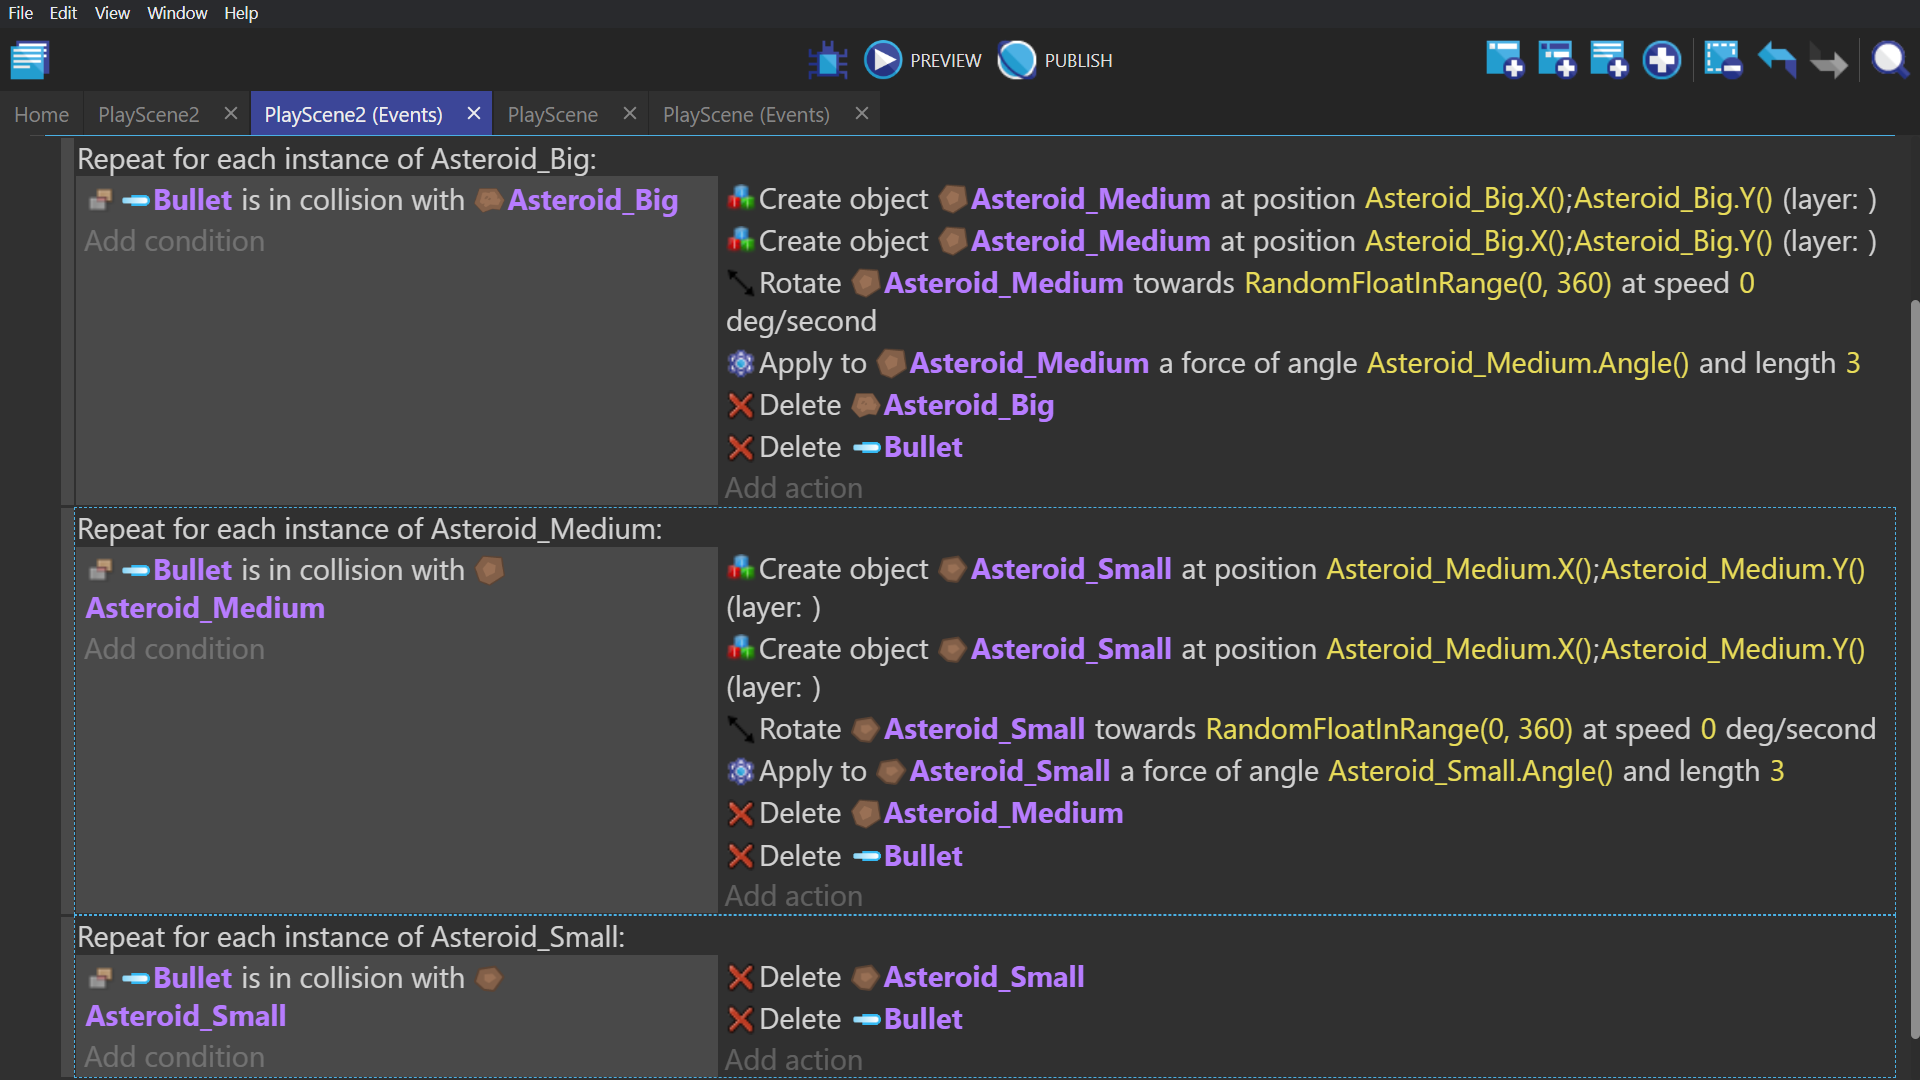 File Edit View Window Help
PREVIEW PUBLISH
Home PlayScene2 PlayScene2 (Events) PlayScene PlayScene (Events)
Repeat for each instance of Asteroid_Big:
Bullet is in collision with Asteroid_Big
Add condition
Create object Asteroid_Medium at position Asteroid_Big.X();Asteroid_Big.Y() (layer: )
Create object Asteroid_Medium at position Asteroid_Big.X();Asteroid_Big.Y() (layer: )
Rotate Asteroid_Medium towards RandomFloatInRange(0, 360) at speed 0
deg/second
Apply to Asteroid_Medium a force of angle Asteroid_Medium.Angle() and length 3
Delete Asteroid_Big
Delete Bullet
Add action
Repeat for each instance of Asteroid_Medium:
Bullet is in collision with
Asteroid_Medium
Add condition
Create object Asteroid_Small at position Asteroid_Medium.X();Asteroid_Medium.Y()
(layer: )
Create object Asteroid_Small at position Asteroid_Medium.X();Asteroid_Medium.Y()
(layer: )
Rotate Asteroid_Small towards RandomFloatInRange(0, 360) at speed 0 deg/second
Apply to Asteroid_Small a force of angle Asteroid_Small.Angle() and length 3
Delete Asteroid_Medium
Delete Bullet
Add action
Repeat for each instance of Asteroid_Small:
Bullet is in collision with
Asteroid_Small
Add condition
Delete Asteroid_Small
Delete Bullet
Add action